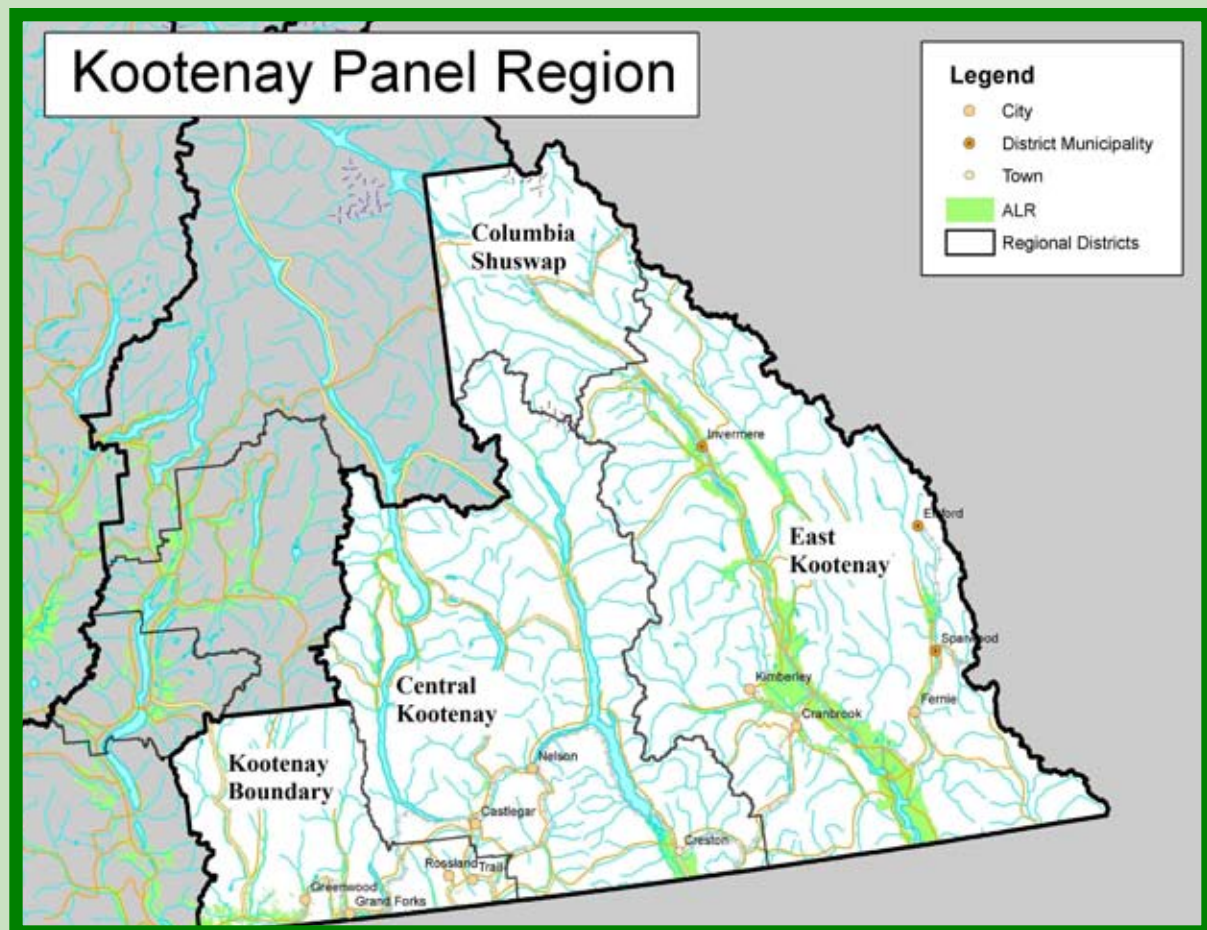 Kootenay Panel Region
Legend
City
District Municipality
Town
ALR
Regional Districts
Columbia
Shuswap
Invermere
Elkford
East
Kootenay
Sparwood
Kimberley
Fernie
Cranbrook
Central
Kootenay
Nelson
Kootenay
Boundary
Castlegar
Creston
Rossland
Trail
Greenwood
Grand Forks